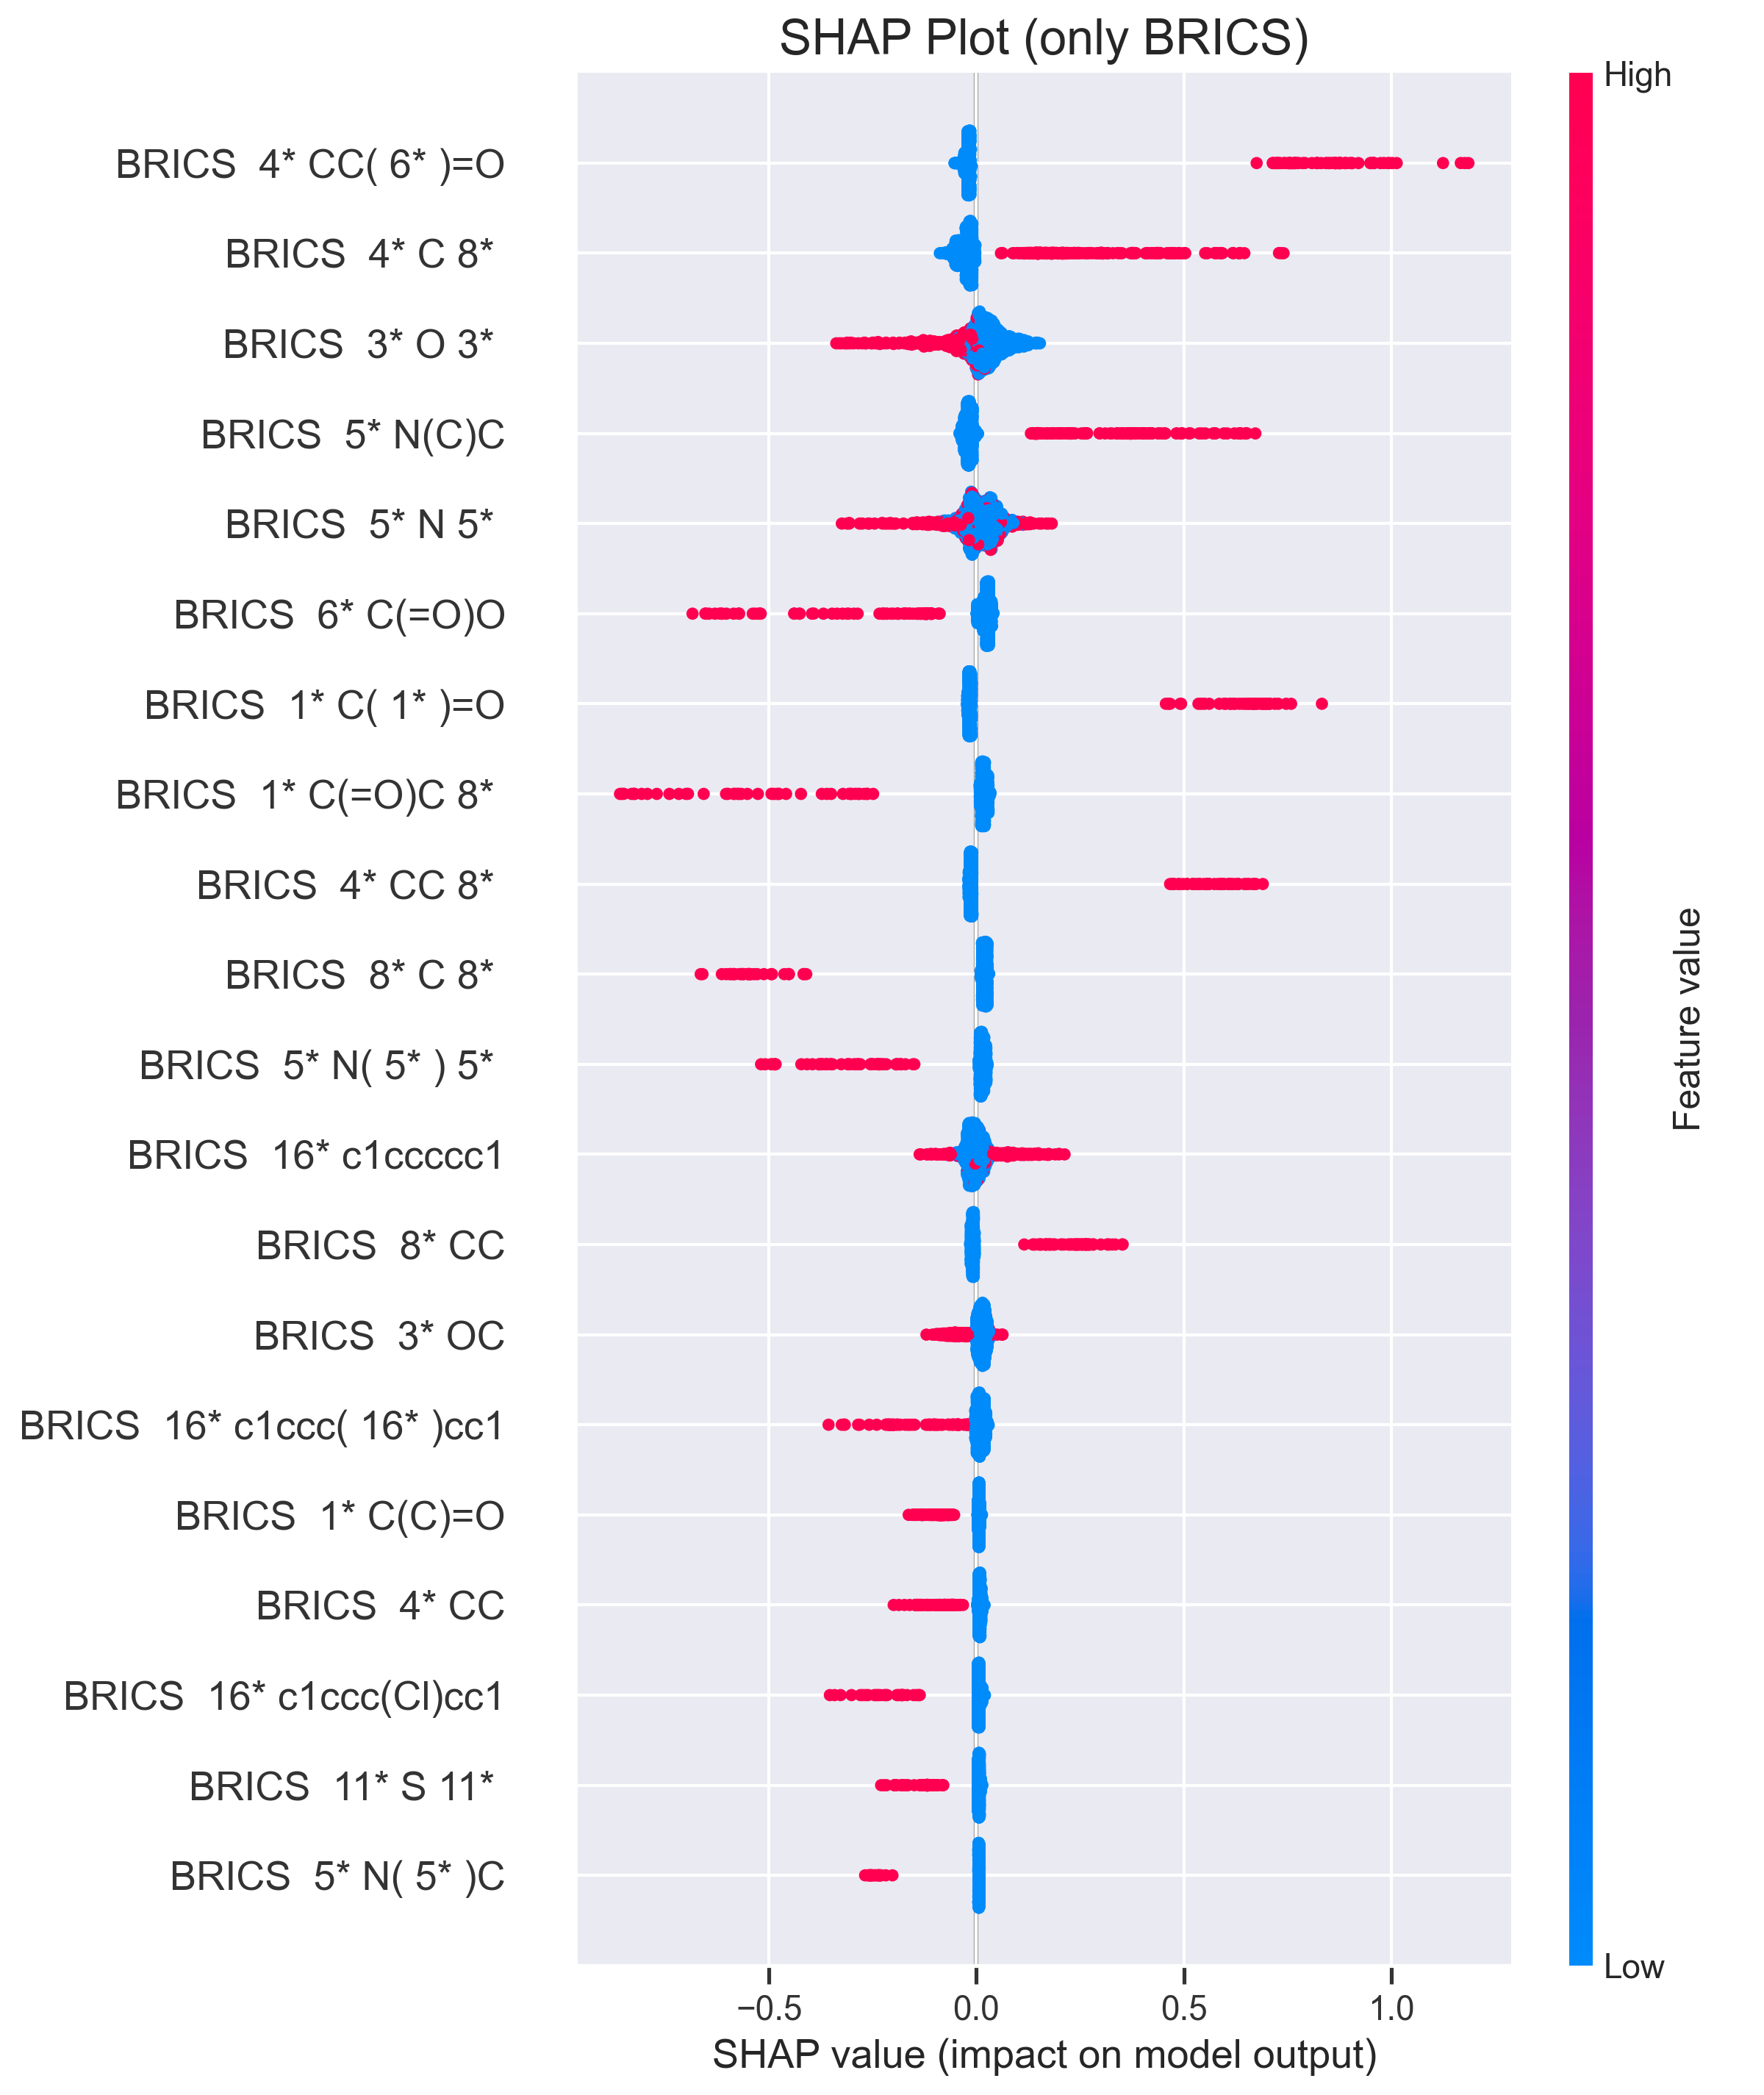 SHAP Plot (only BRICS)
High
BRICS  4* CC( 6* )=O
BRICS  4* C 8*
BRICS  3* O 3*
BRICS  5* N(C)C
BRICS  5* N 5*
BRICS  6* C(=O)O
BRICS  1* C( 1* )=O
BRICS  1* C(=O)C 8*
BRICS  4* CC 8*
BRICS  8* C 8*
BRICS  5* N( 5* ) 5*
BRICS  16* c1ccccc1
BRICS  8* CC
BRICS  3* OC
BRICS  16* c1ccc( 16* )cc1
BRICS  1* C(C)=O
BRICS  4* CC
BRICS  16* c1ccc(Cl)cc1
BRICS  11* S 11*
BRICS  5* N( 5* )C
Feature value
Low
−0.5 0.0 0.5 1.0
SHAP value (impact on model output)